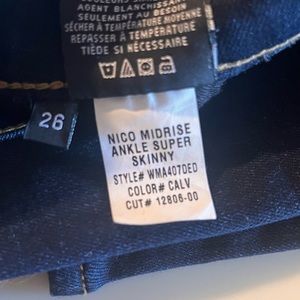 AGENT BLANCHISSANT
SEULEMENT AU BESOIN
SÉCHER À TEMPÉRATURE MOYENNE
REPASSER À TEMPÉRATURE
TIÈDE SI NÉCESSAIRE
26
NICO MIDRISE
ANKLE SUPER
SKINNY
STYLE# WMA407DED
COLOR# CALV
CUT# 12806-00